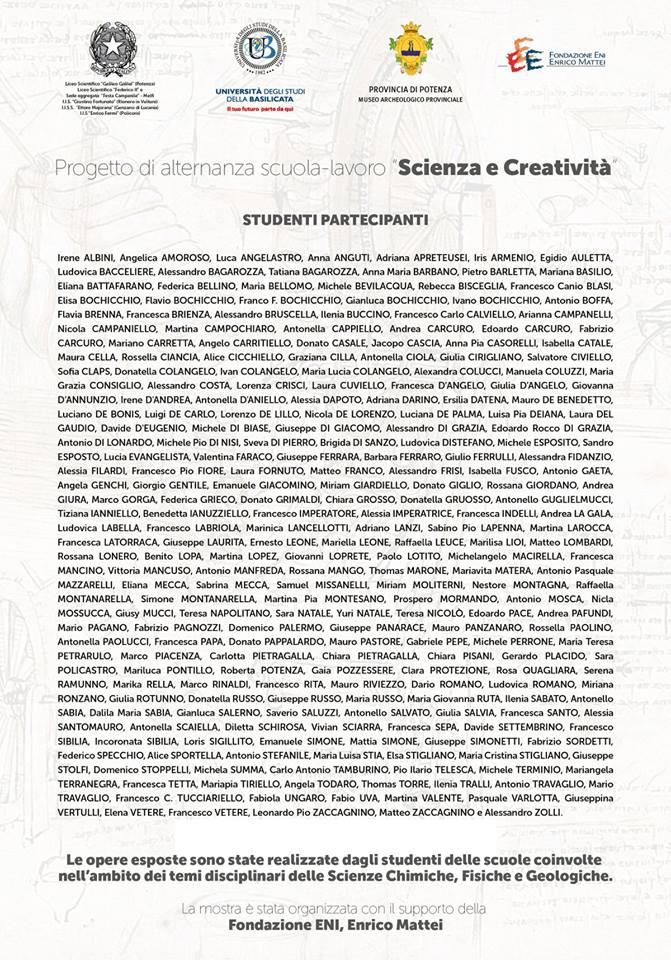 Liceo Scientifico "Galileo Galilei" (Potenza)
Liceo Scientifico "Federico II" e
Sede aggregata "Festa Campanile" - Melfi
I.I.S. "Giustino Fortunato" (Rionero in Vulture)
I.I.S.S. "Ettore Majorana" (Genzano di Lucania)
I.I.S "Enrico Fermi" (Policoro)
UNIVERSITÀ DEGLI STUDI
DELLA BASILICATA
Il tuo futuro parte da qui
PROVINCIA DI POTENZA
MUSEO ARCHEOLOGICO PROVINCIALE
FONDAZIONE ENI
ENRICO MATTEI
Progetto di alternanza scuola-lavoro "Scienza e Creatività"
STUDENTI PARTECIPANTI
Irene ALBINI, Angelica AMOROSO, Luca ANGELASTRO, Anna ANGUTI, Adriana APRETEUSEI, Iris ARMENIO, Egidio AULETTA,
Ludovica BACCELIERE, Alessandro BAGAROZZA, Tatiana BAGAROZZA, Anna Maria BARBANO, Pietro BARLETTA, Mariana BASILIO,
Eliana BATTAFARANO, Federica BELLINO, Maria BELLOMO, Michele BEVILACQUA, Rebecca BISCEGLIA, Francesco Canio BLASI,
Elisa BOCHICCHIO, Flavio BOCHICCHIO, Franco F. BOCHICCHIO, Gianluca BOCHICCHIO, Ivano BOCHICCHIO, Antonio BOFFA,
Flavia BRENNA, Francesca BRIENZA, Alessandro BRUSCELLA, Ilenia BUCCINO, Francesco Carlo CALVIELLO, Arianna CAMPANELLI,
Nicola CAMPANIELLO, Martina CAMPOCHIARO, Antonella CAPPIELLO, Andrea CARCURO, Edoardo CARCURO, Fabrizio
CARCURO, Mariano CARRETTA, Angelo CARRITIELLO, Donato CASALE, Jacopo CASCIA, Anna Pia CASORELLI, Isabella CATALE,
Maura CELLA, Rossella CIANCIA, Alice CICCHIELLO, Graziana CILLA, Antonella CIOLA, Giulia CIRIGLIANO, Salvatore CIVIELLO,
Sofia CLAPS, Donatella COLANGELO, Ivan COLANGELO, Maria Lucia COLANGELO, Alexandra COLUCCI, Manuela COLUZZI, Maria
Grazia CONSIGLIO, Alessandro COSTA, Lorenza CRISCI, Laura CUVIELLO, Francesca D'ANGELO, Giulia D'ANGELO, Giovanna
D'ANNUNZIO, Irene D'ANDREA, Antonella D'ANIELLO, Alessia DAPOTO, Adriana DARINO, Ersilia DATENA, Mauro DE BENEDETTO,
Luciano DE BONIS, Luigi DE CARLO, Lorenzo DE LILLO, Nicola DE LORENZO, Luciana DE PALMA, Luisa Pia DEIANA, Laura DEL
GAUDIO, Davide D'EUGENIO, Michele DI BIASE, Giuseppe DI GIACOMO, Alessandro DI GRAZIA, Edoardo Rocco DI GRAZIA,
Antonio DI LONARDO, Michele Pio DI NISI, Sveva DI PIERRO, Brigida DI SANZO, Ludovica DISTEFANO, Michele ESPOSITO, Sandro
ESPOSTO, Lucia EVANGELISTA, Valentina FARACO, Giuseppe FERRARA, Barbara FERRARO, Giulio FERRULLI, Alessandra FIDANZIO,
Alessia FILARDI, Francesco Pio FIORE, Laura FORNUTO, Matteo FRANCO, Alessandro FRISI, Isabella FUSCO, Antonio GAETA,
Angela GENCHI, Giorgio GENTILE, Emanuele GIACOMINO, Miriam GIARDIELLO, Donato GIGLIO, Rossana GIORDANO, Andrea
GIURA, Marco GORGA, Federica GRIECO, Donato GRIMALDI, Chiara GROSSO, Donatella GRUOSSO, Antonello GUGLIELMUCCI,
Tiziana IANNIELLO, Benedetta IANUZZIELLO, Francesco IMPERATORE, Alessia IMPERATRICE, Francesca INDELLI, Andrea LA GALA,
Ludovica LABELLA, Francesco LABRIOLA, Marinica LANCELLOTTI, Adriano LANZI, Sabino Pio LAPENNA, Martina LAROCCA,
Francesca LATORRACA, Giuseppe LAURITA, Ernesto LEONE, Mariella LEONE, Raffaella LEUCE, Marilisa LIOI, Matteo LOMBARDI,
Rossana LONERO, Benito LOPA, Martina LOPEZ, Giovanni LOPRETE, Paolo LOTITO, Michelangelo MACIRELLA, Francesca
MANCINO, Vittoria MANCUSO, Antonio MANFREDA, Rossana MANGO, Thomas MARONE, Mariavita MATERA, Antonio Pasquale
MAZZARELLI, Eliana MECCA, Sabrina MECCA, Samuel MISSANELLI, Miriam MOLITERNI, Nestore MONTAGNA, Raffaella
MONTANARELLA, Simone MONTANARELLA, Martina Pia MONTESANO, Prospero MORMANDO, Antonio MOSCA, Nicla
MOSSUCCA, Giusy MUCCI, Teresa NAPOLITANO, Sara NATALE, Yuri NATALE, Teresa NICOLÒ, Edoardo PACE, Andrea PAFUNDI,
Mario PAGANO, Fabrizio PAGNOZZI, Domenico PALERMO, Giuseppe PANARACE, Mauro PANZANARO, Rossella PAOLINO,
Antonella PAOLUCCI, Francesca PAPA, Donato PAPPALARDO, Mauro PASTORE, Gabriele PEPE, Michele PERRONE, Maria Teresa
PETRARULO, Marco PIACENZA, Carlotta PIETRAGALLA, Chiara PIETRAGALLA, Chiara PISANI, Gerardo PLACIDO, Sara
POLICASTRO, Mariluca PONTILLO, Roberta POTENZA, Gaia POZZESSERE, Clara PROTEZIONE, Rosa QUAGLIARA, Serena
RAMUNNO, Marika RELLA, Marco RINALDI, Francesco RITA, Mauro RIVIEZZO, Dario ROMANO, Ludovica ROMANO, Miriana
RONZANO, Giulia ROTUNNO, Donatella RUSSO, Giuseppe RUSSO, Maria RUSSO, Maria Giovanna RUTA, Ilenia SABATO, Antonello
SABIA, Dalila Maria SABIA, Gianluca SALERNO, Saverio SALUZZI, Antonello SALVATO, Giulia SALVIA, Francesca SANTO, Alessia
SANTOMAURO, Antonella SCAIELLA, Diletta SCHIROSA, Vivian SCIARRA, Francesca SEPA, Davide SETTEMBRINO, Francesco
SIBILIA, Incoronata SIBILIA, Loris SIGILLITO, Emanuele SIMONE, Mattia SIMONE, Giuseppe SIMONETTI, Fabrizio SORDETTI,
Federico SPECCHIO, Alice SPORTELLA, Antonio STEFANILE, Maria Luisa STIA, Elsa STIGLIANO, Maria Cristina STIGLIANO, Giuseppe
STOLFI, Domenico STOPPELLI, Michela SUMMA, Carlo Antonio TAMBURINO, Pio Ilario TELESCA, Michele TERMINIO, Mariangela
TERRANEGRA, Francesca TETTA, Mariapia TIRIELLO, Angela TODARO, Thomas TORRE, Ilenia TRALLI, Antonio TRAVAGLIO, Mario
TRAVAGLIO, Francesco C. TUCCIARIELLO, Fabiola UNGARO, Fabio UVA, Martina VALENTE, Pasquale VARLOTTA, Giuseppina
VERTULLI, Elena VETERE, Francesco VETERE, Leonardo Pio ZACCAGNINO, Matteo ZACCAGNINO e Alessandro ZOLLI.
Le opere esposte sono state realizzate dagli studenti delle scuole coinvolte
nell'ambito dei temi disciplinari delle Scienze Chimiche, Fisiche e Geologiche.
La mostra è stata organizzata con il supporto della
Fondazione ENI, Enrico Mattei